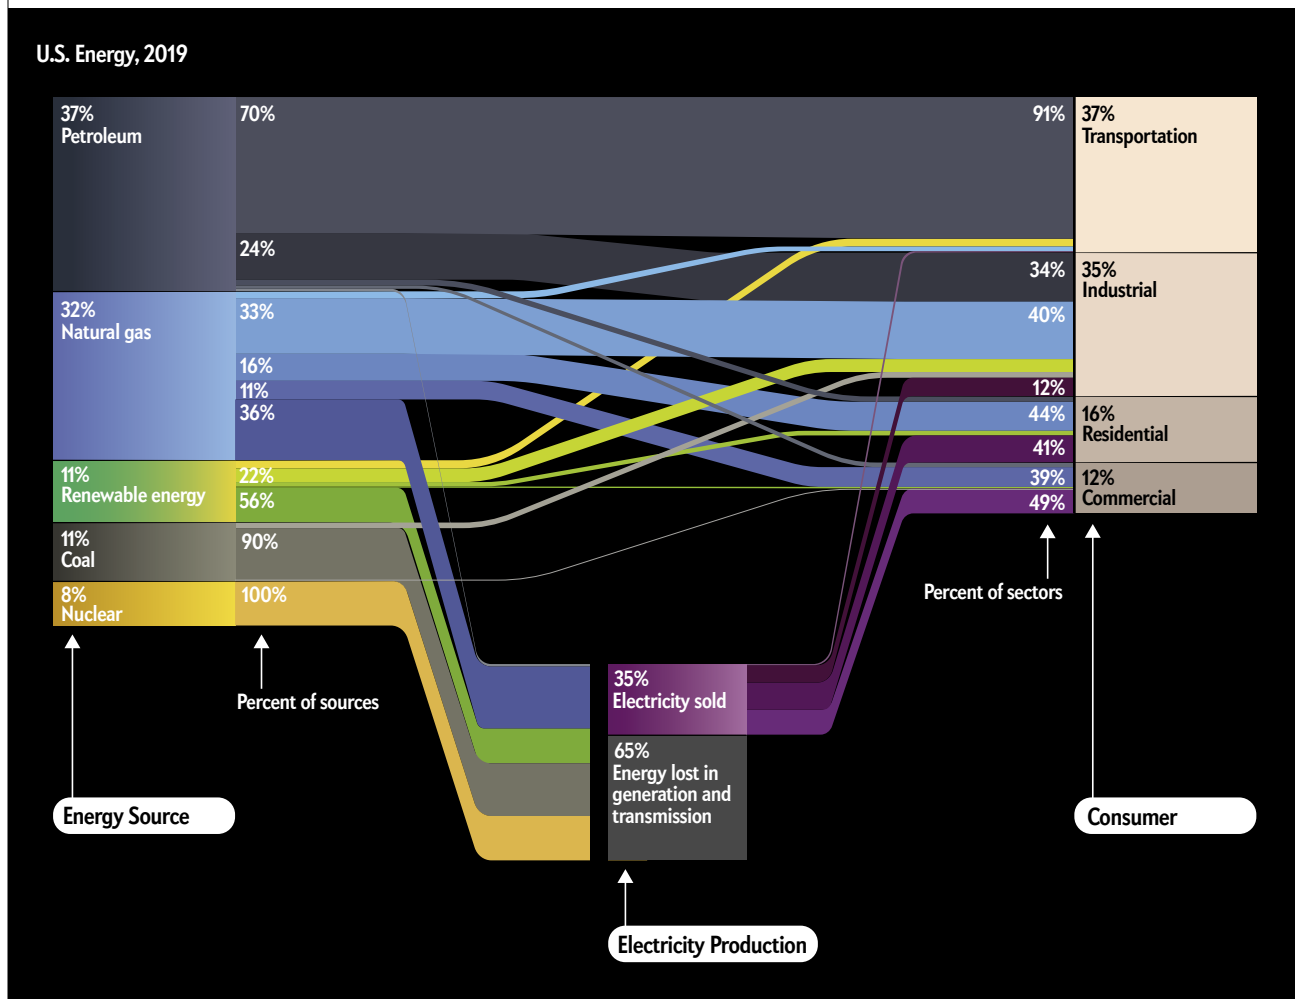 U.S. Energy, 2019
37%
Petroleum
70%
91%
37%
Transportation
24%
34%
35%
Industrial
32%
Natural gas
33%
40%
16%
11%
36%
12%
44%
16%
Residential
41%
11%
Renewable energy
22%
56%
39%
12%
Commercial
49%
11%
Coal
90%
8%
Nuclear
100%
Percent of sectors
Percent of sources
35%
Electricity sold
65%
Energy lost in
generation and
transmission
Energy Source
Consumer
Electricity Production